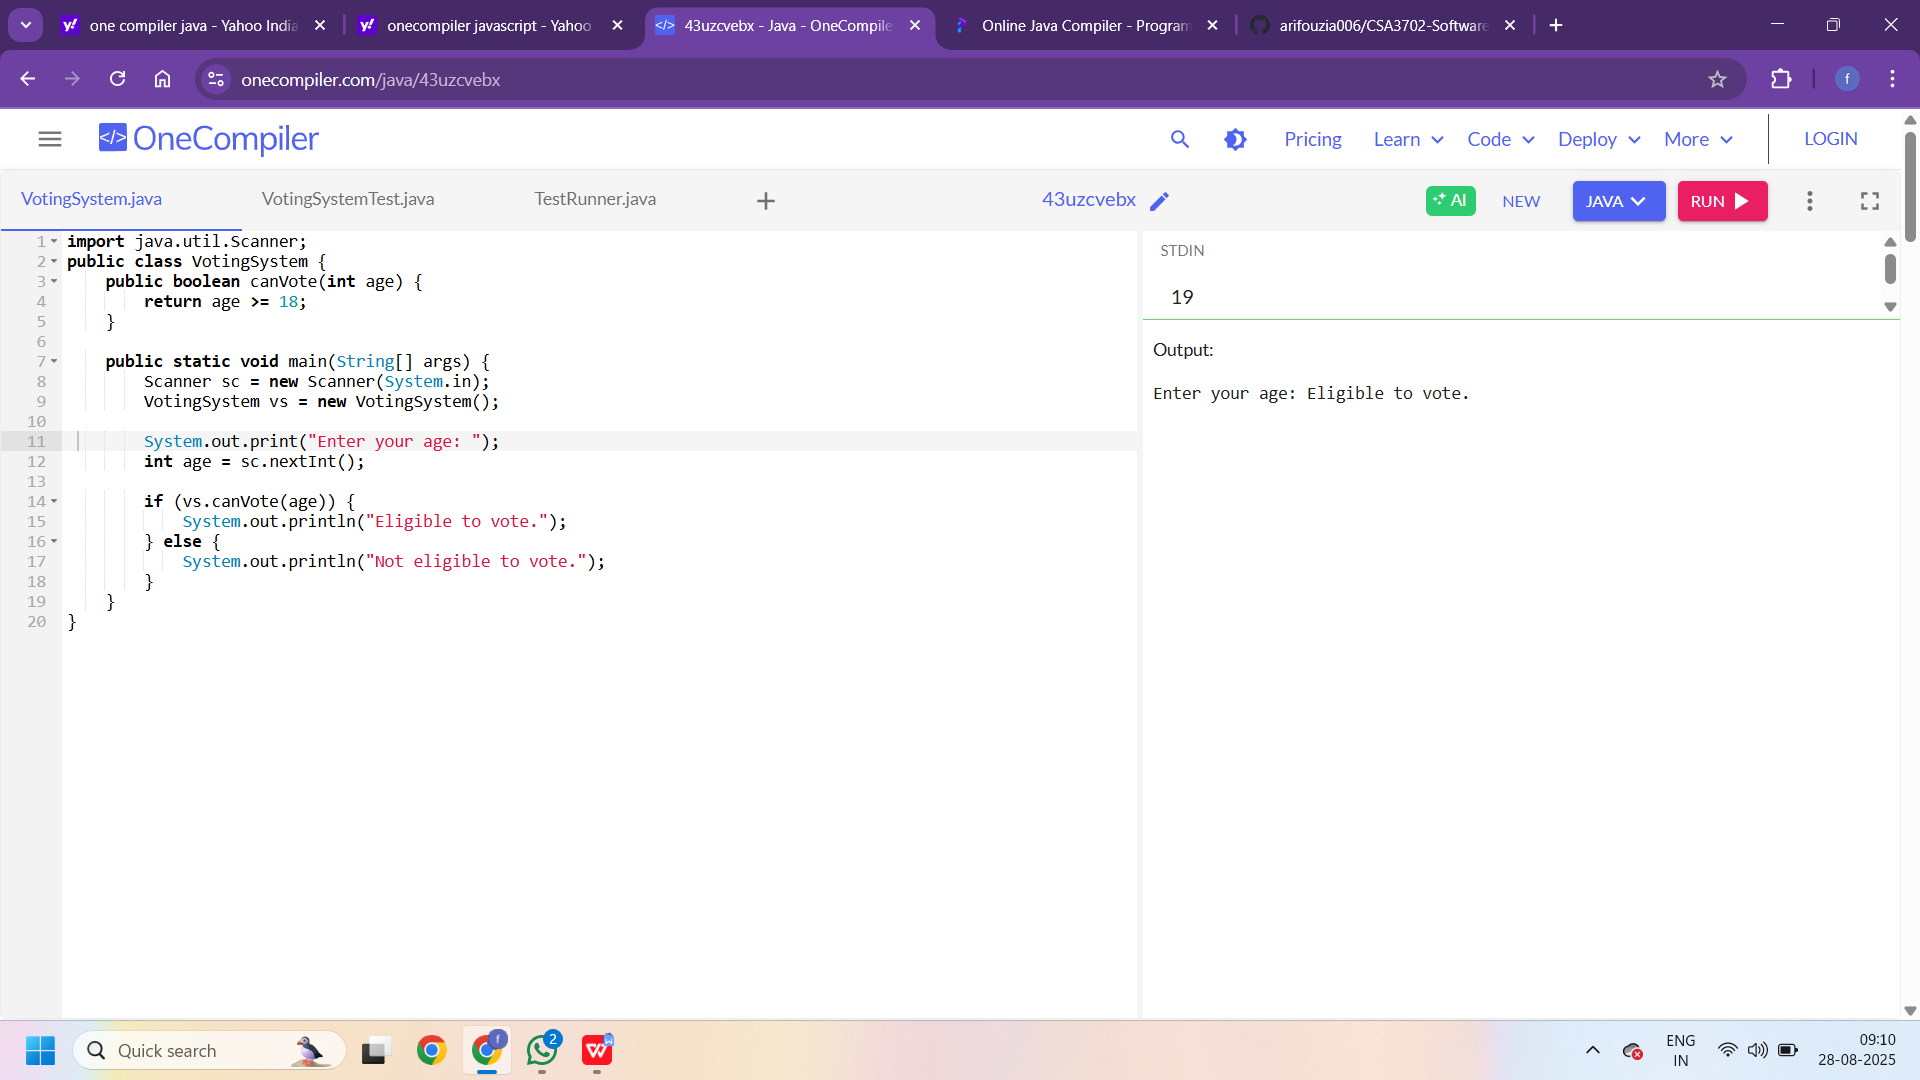 one compiler java - Yahoo India
onecompiler javascript - Yahoo
43uzcvebx - Java - OneCompile
Online Java Compiler - Program
arifouzia006/CSA3702-Software
onecompiler.com/java/43uzcvebx
f
</> OneCompiler
Pricing
Learn
Code
Deploy
More
LOGIN
VotingSystem.java
VotingSystemTest.java
TestRunner.java
43uzcvebx
AI
NEW
JAVA
RUN
1 import java.util.Scanner;
2 public class VotingSystem {
3     public boolean canVote(int age) {
4         return age >= 18;
5     }
6
7     public static void main(String[] args) {
8         Scanner sc = new Scanner(System.in);
9         VotingSystem vs = new VotingSystem();
10
11         System.out.print("Enter your age: ");
12         int age = sc.nextInt();
13
14         if (vs.canVote(age)) {
15             System.out.println("Eligible to vote.");
16         } else {
17             System.out.println("Not eligible to vote.");
18         }
19     }
20 }
STDIN
19
Output:
Enter your age: Eligible to vote.
Quick search
f
2
W
ENG
IN
09:10
28-08-2025